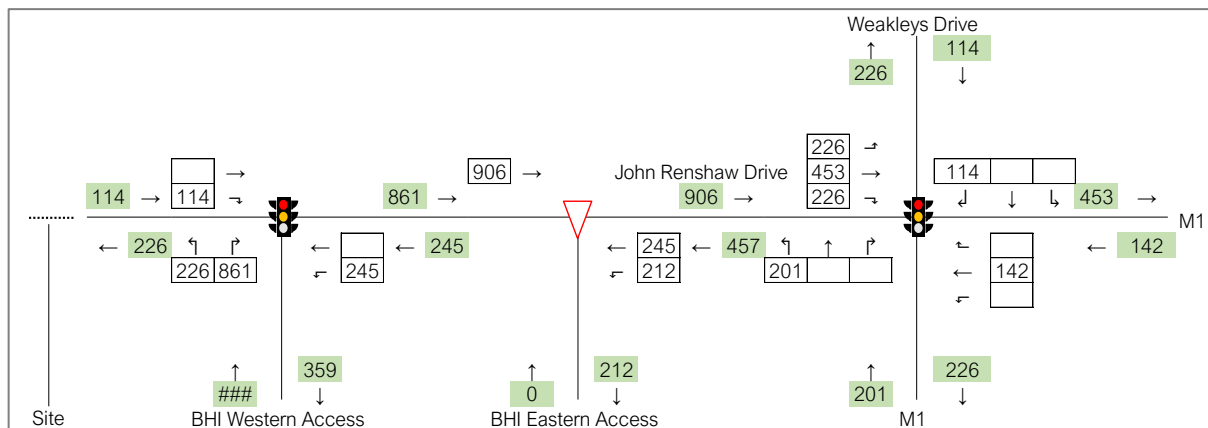 Weakleys Drive
↑ 114
226 ↓
226
906 → John Renshaw Drive 453 → 114
114 → 114 861 → 906 → 226 453 →
M1
← 226 ← 245 245 ← 457 ← 142
226 861 245 212 201 142
↑ 359 ↑ 212 ↑ 226
### ↓ 0 ↓ 201 ↓
Site BHI Western Access BHI Eastern Access M1